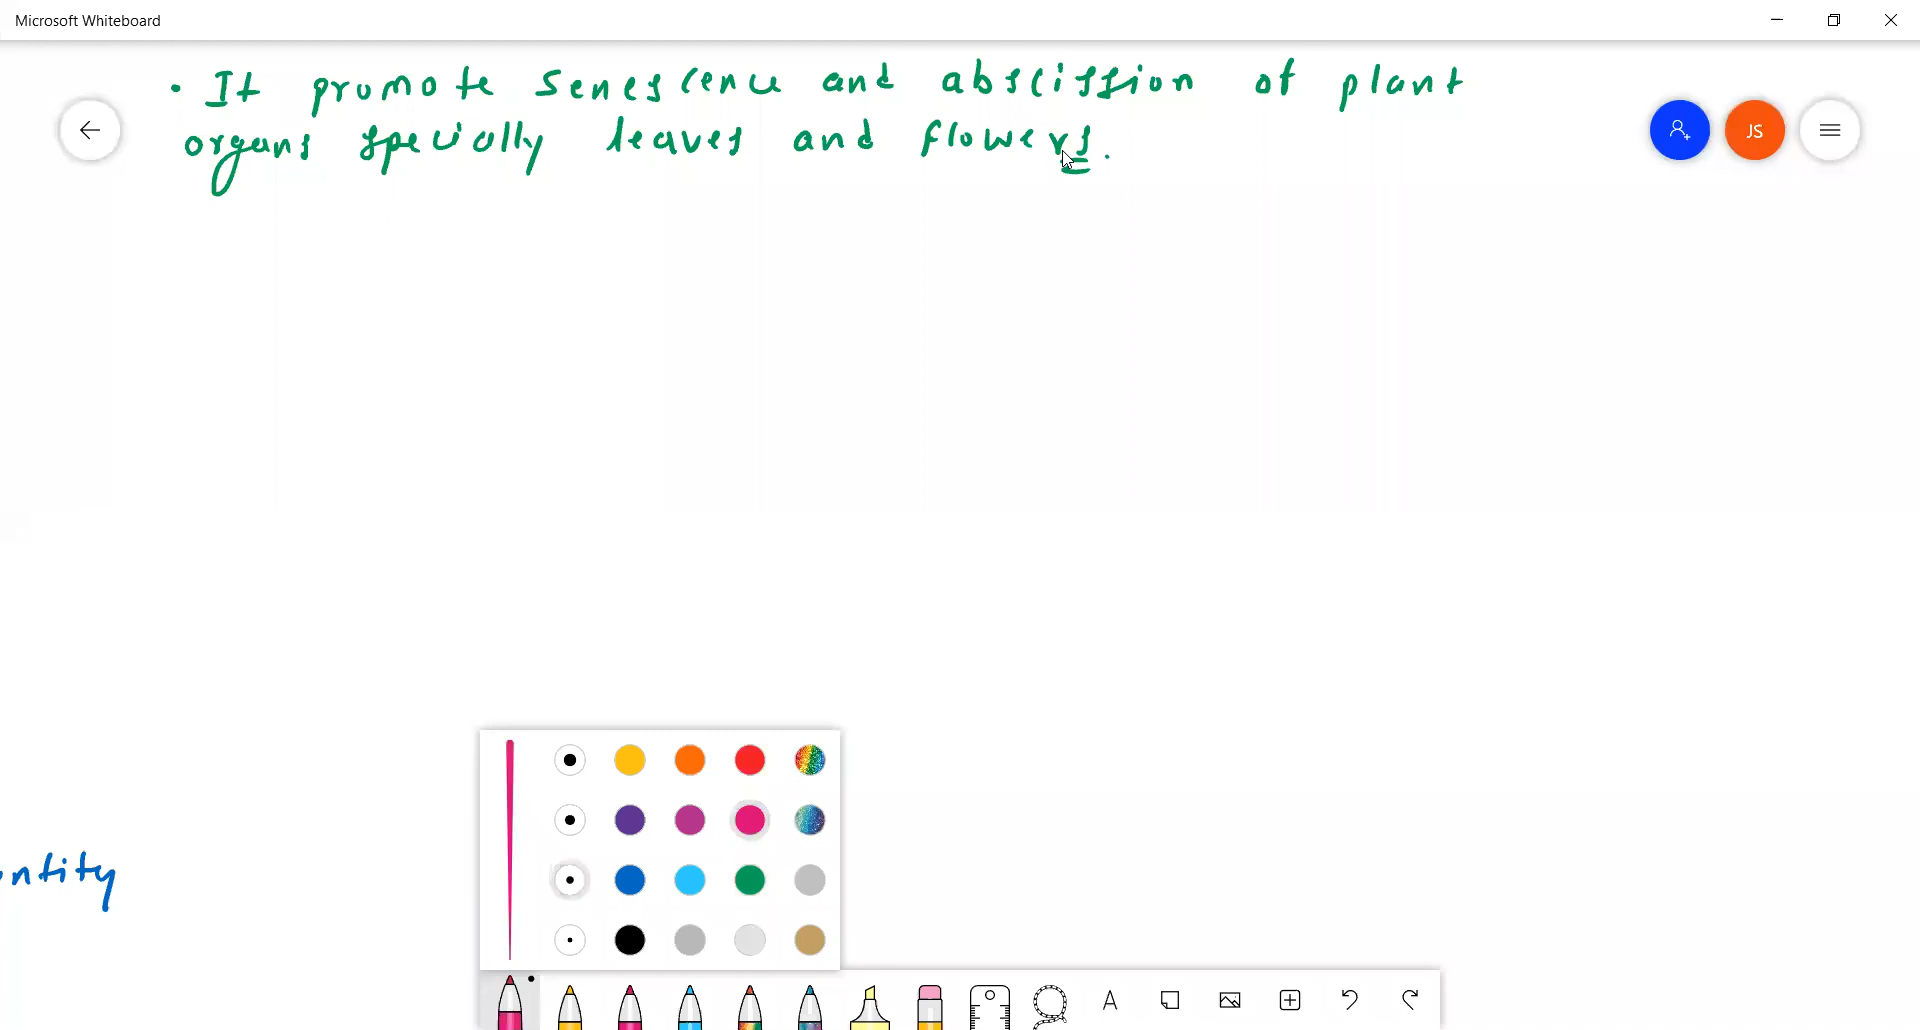 Microsoft Whiteboard
• It promote senescence and abscission of plant
organs specially leaves and flowers.
JS
ntity